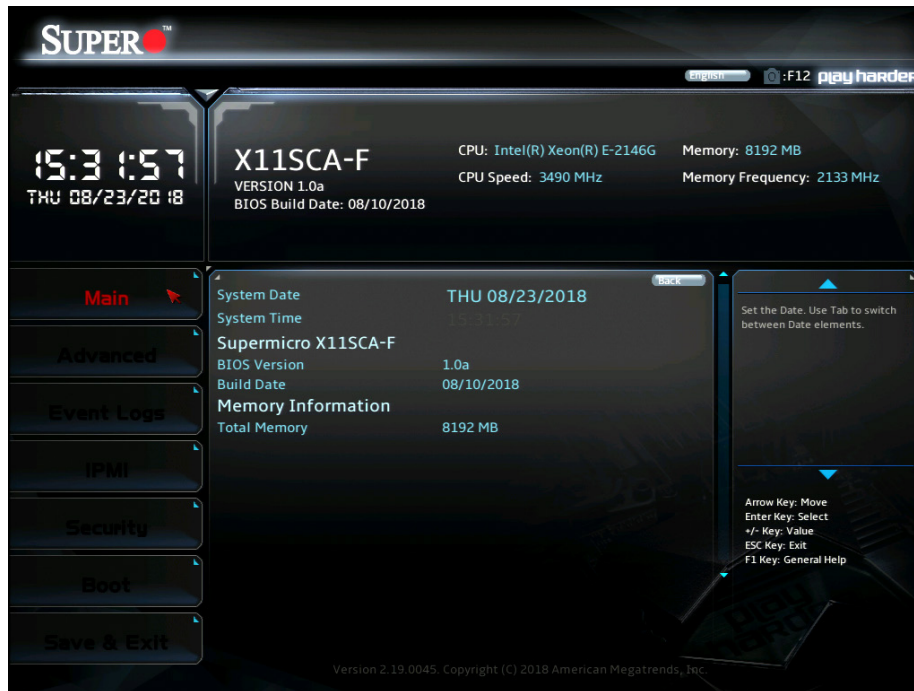 SUPER ™
English :F12 play harder
15:31:57
THU 08/23/2018
X11SCA-F
VERSION 1.0a
BIOS Build Date: 08/10/2018
CPU: Intel(R) Xeon(R) E-2146G
CPU Speed: 3490 MHz
Memory: 8192 MB
Memory Frequency: 2133 MHz
Main
Advanced
Event Logs
IPMI
Security
Boot
Save & Exit
Back
System Date THU 08/23/2018
System Time 15:31:57
Supermicro X11SCA-F
BIOS Version 1.0a
Build Date 08/10/2018
Memory Information
Total Memory 8192 MB
Set the Date. Use Tab to switch
between Date elements.
Arrow Key: Move
Enter Key: Select
+/- Key: Value
ESC Key: Exit
F1 Key: General Help
play
harder
Version 2.19.0045. Copyright (C) 2018 American Megatrends, Inc.